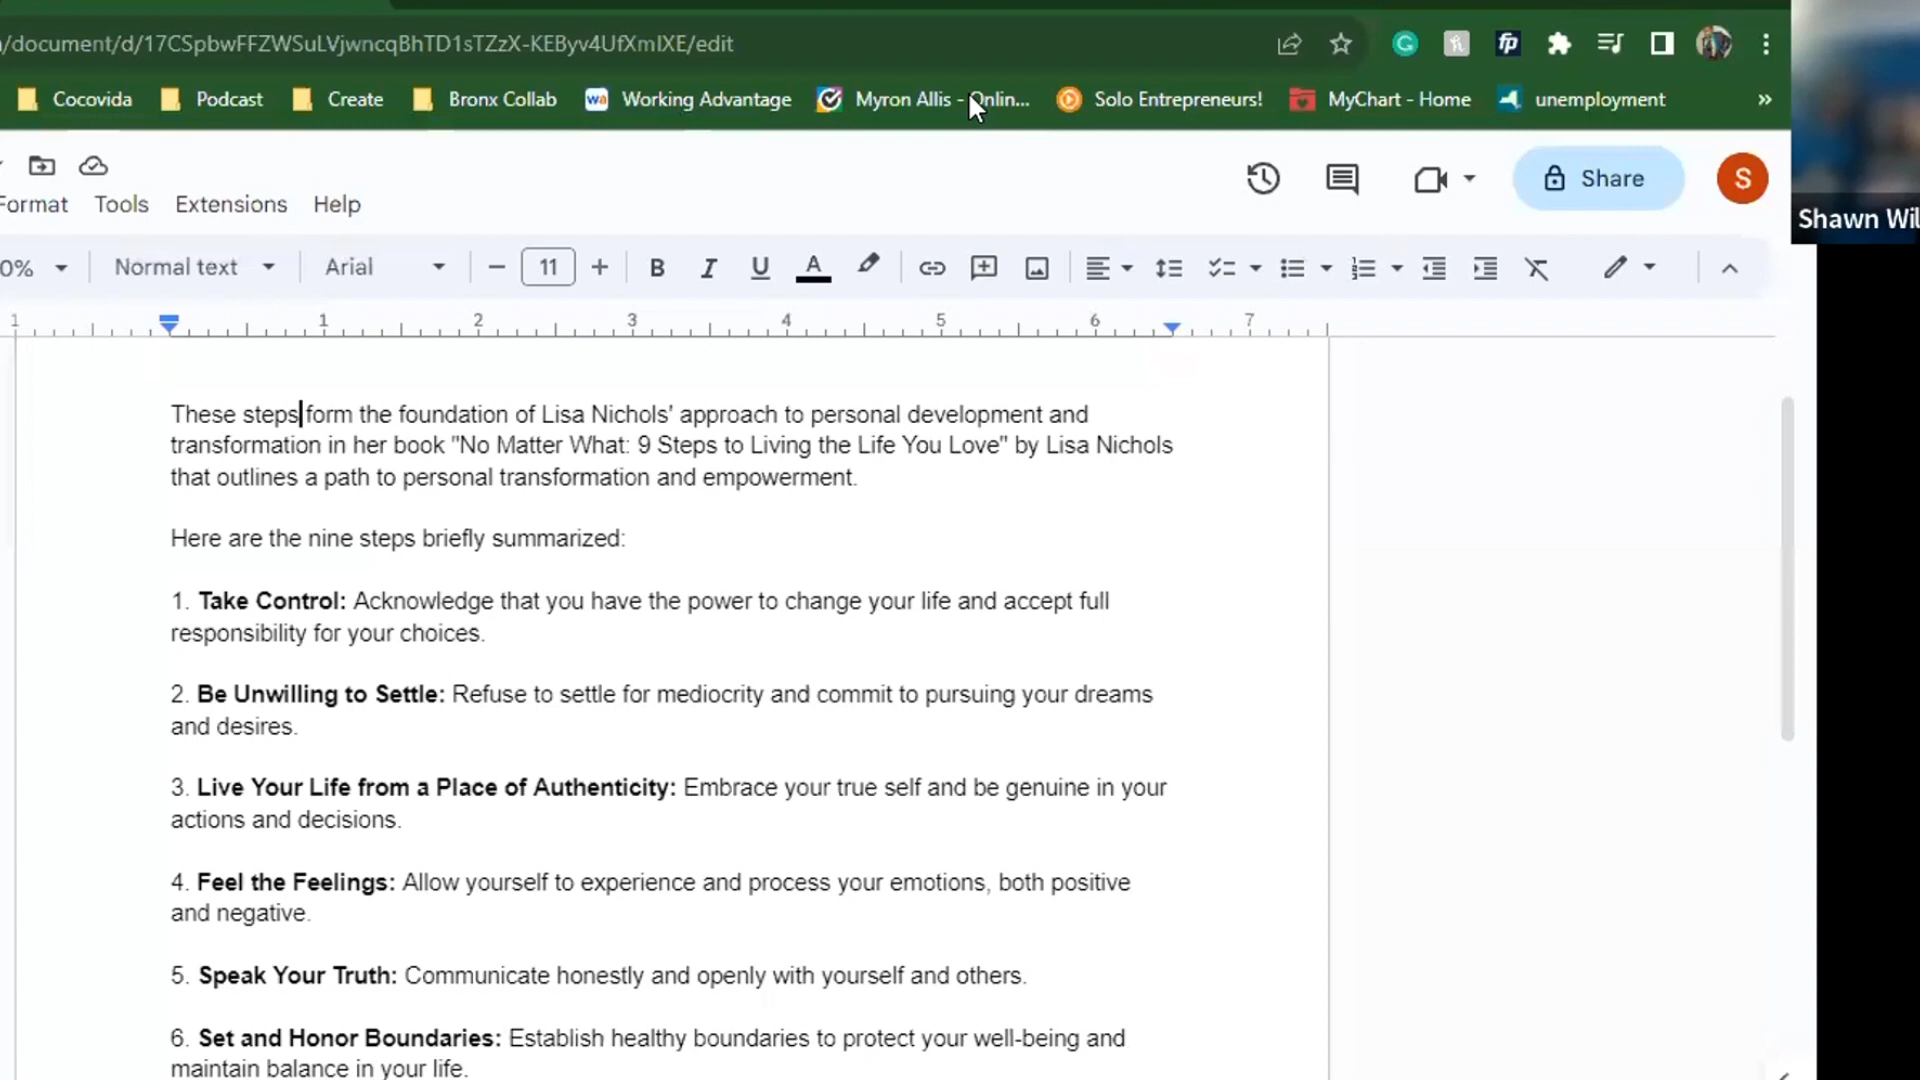 /document/d/17CSpbwFFZWSuLVjwncqBhTD1sTZzX-KEByv4UfXmIXE/edit
Cocovida Podcast Create Bronx Collab Working Advantage Myron Allis - Onlin... Solo Entrepreneurs! MyChart - Home unemployment »
Share S
Shawn Wil
Format Tools Extensions Help
0% Normal text Arial 11 B I U A
1 1 2 3 4 5 6 7
These steps form the foundation of Lisa Nichols' approach to personal development and
transformation in her book "No Matter What: 9 Steps to Living the Life You Love" by Lisa Nichols
that outlines a path to personal transformation and empowerment.
Here are the nine steps briefly summarized:
1. Take Control: Acknowledge that you have the power to change your life and accept full
responsibility for your choices.
2. Be Unwilling to Settle: Refuse to settle for mediocrity and commit to pursuing your dreams
and desires.
3. Live Your Life from a Place of Authenticity: Embrace your true self and be genuine in your
actions and decisions.
4. Feel the Feelings: Allow yourself to experience and process your emotions, both positive
and negative.
5. Speak Your Truth: Communicate honestly and openly with yourself and others.
6. Set and Honor Boundaries: Establish healthy boundaries to protect your well-being and
maintain balance in your life.